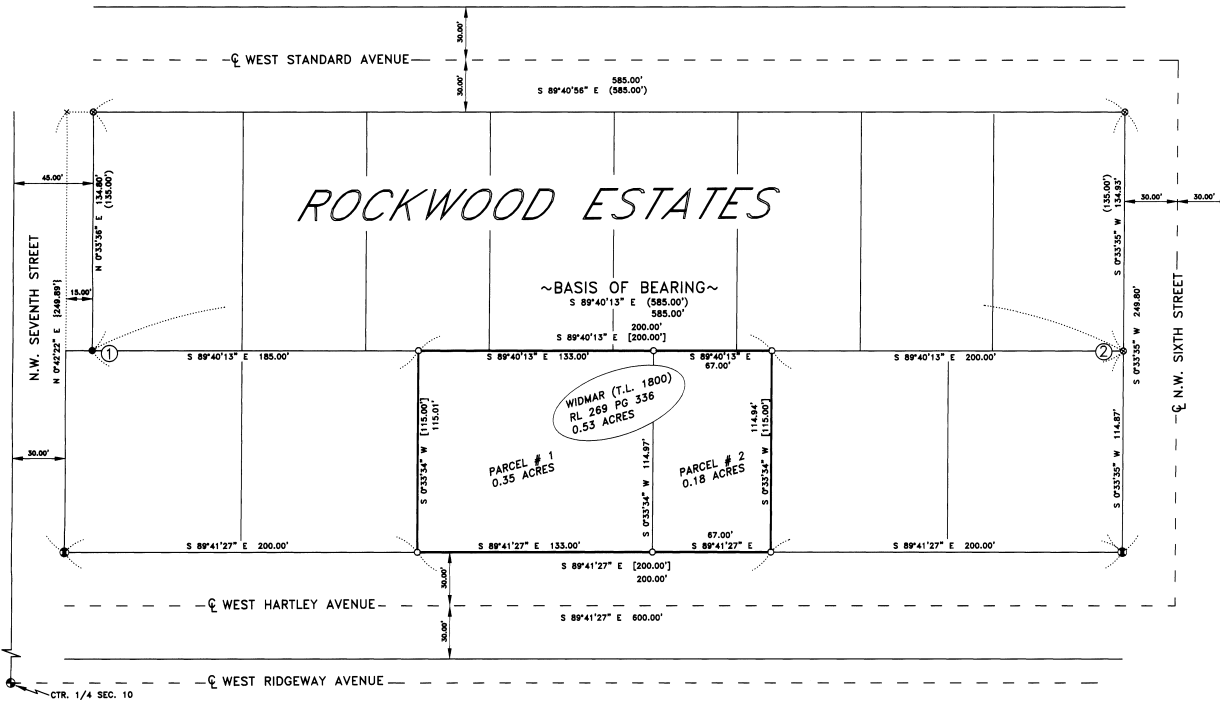 30.00'
℄ WEST STANDARD AVENUE
30.00'
585.00'
S 89°40'56" E (585.00')
45.00'
N 0°33'36" E 134.80'
(135.00')
ROCKWOOD ESTATES
(135.00')
S 0°33'35" W 134.93'
30.00'
30.00'
N.W. SEVENTH STREET
15.00'
N 0°42'22" E [249.89']
~BASIS OF BEARING~
S 89°40'13" E (585.00')
585.00'
200.00'
S 89°40'13" E [200.00']
S 0°33'35" W 249.80'
℄ N.W. SIXTH STREET
1
S 89°40'13" E 185.00'
S 89°40'13" E 133.00'
S 89°40'13" E
67.00'
S 89°40'13" E 200.00'
2
WIDMAR (T.L. 1800)
RL 269 PG 336
0.53 ACRES
S 0°33'34" W [115.00']
115.01'
PARCEL # 1
0.35 ACRES
S 0°33'34" W 114.97'
PARCEL # 2
0.18 ACRES
114.94'
S 0°33'34" W [115.00']
S 0°33'35" W 114.87'
30.00'
S 89°41'27" E 200.00'
S 89°41'27" E 133.00'
67.00'
S 89°41'27" E
S 89°41'27" E 200.00'
S 89°41'27" E [200.00']
200.00'
30.00'
℄ WEST HARTLEY AVENUE
S 89°41'27" E 600.00'
30.00'
℄ WEST RIDGEWAY AVENUE
CTR. 1/4 SEC. 10